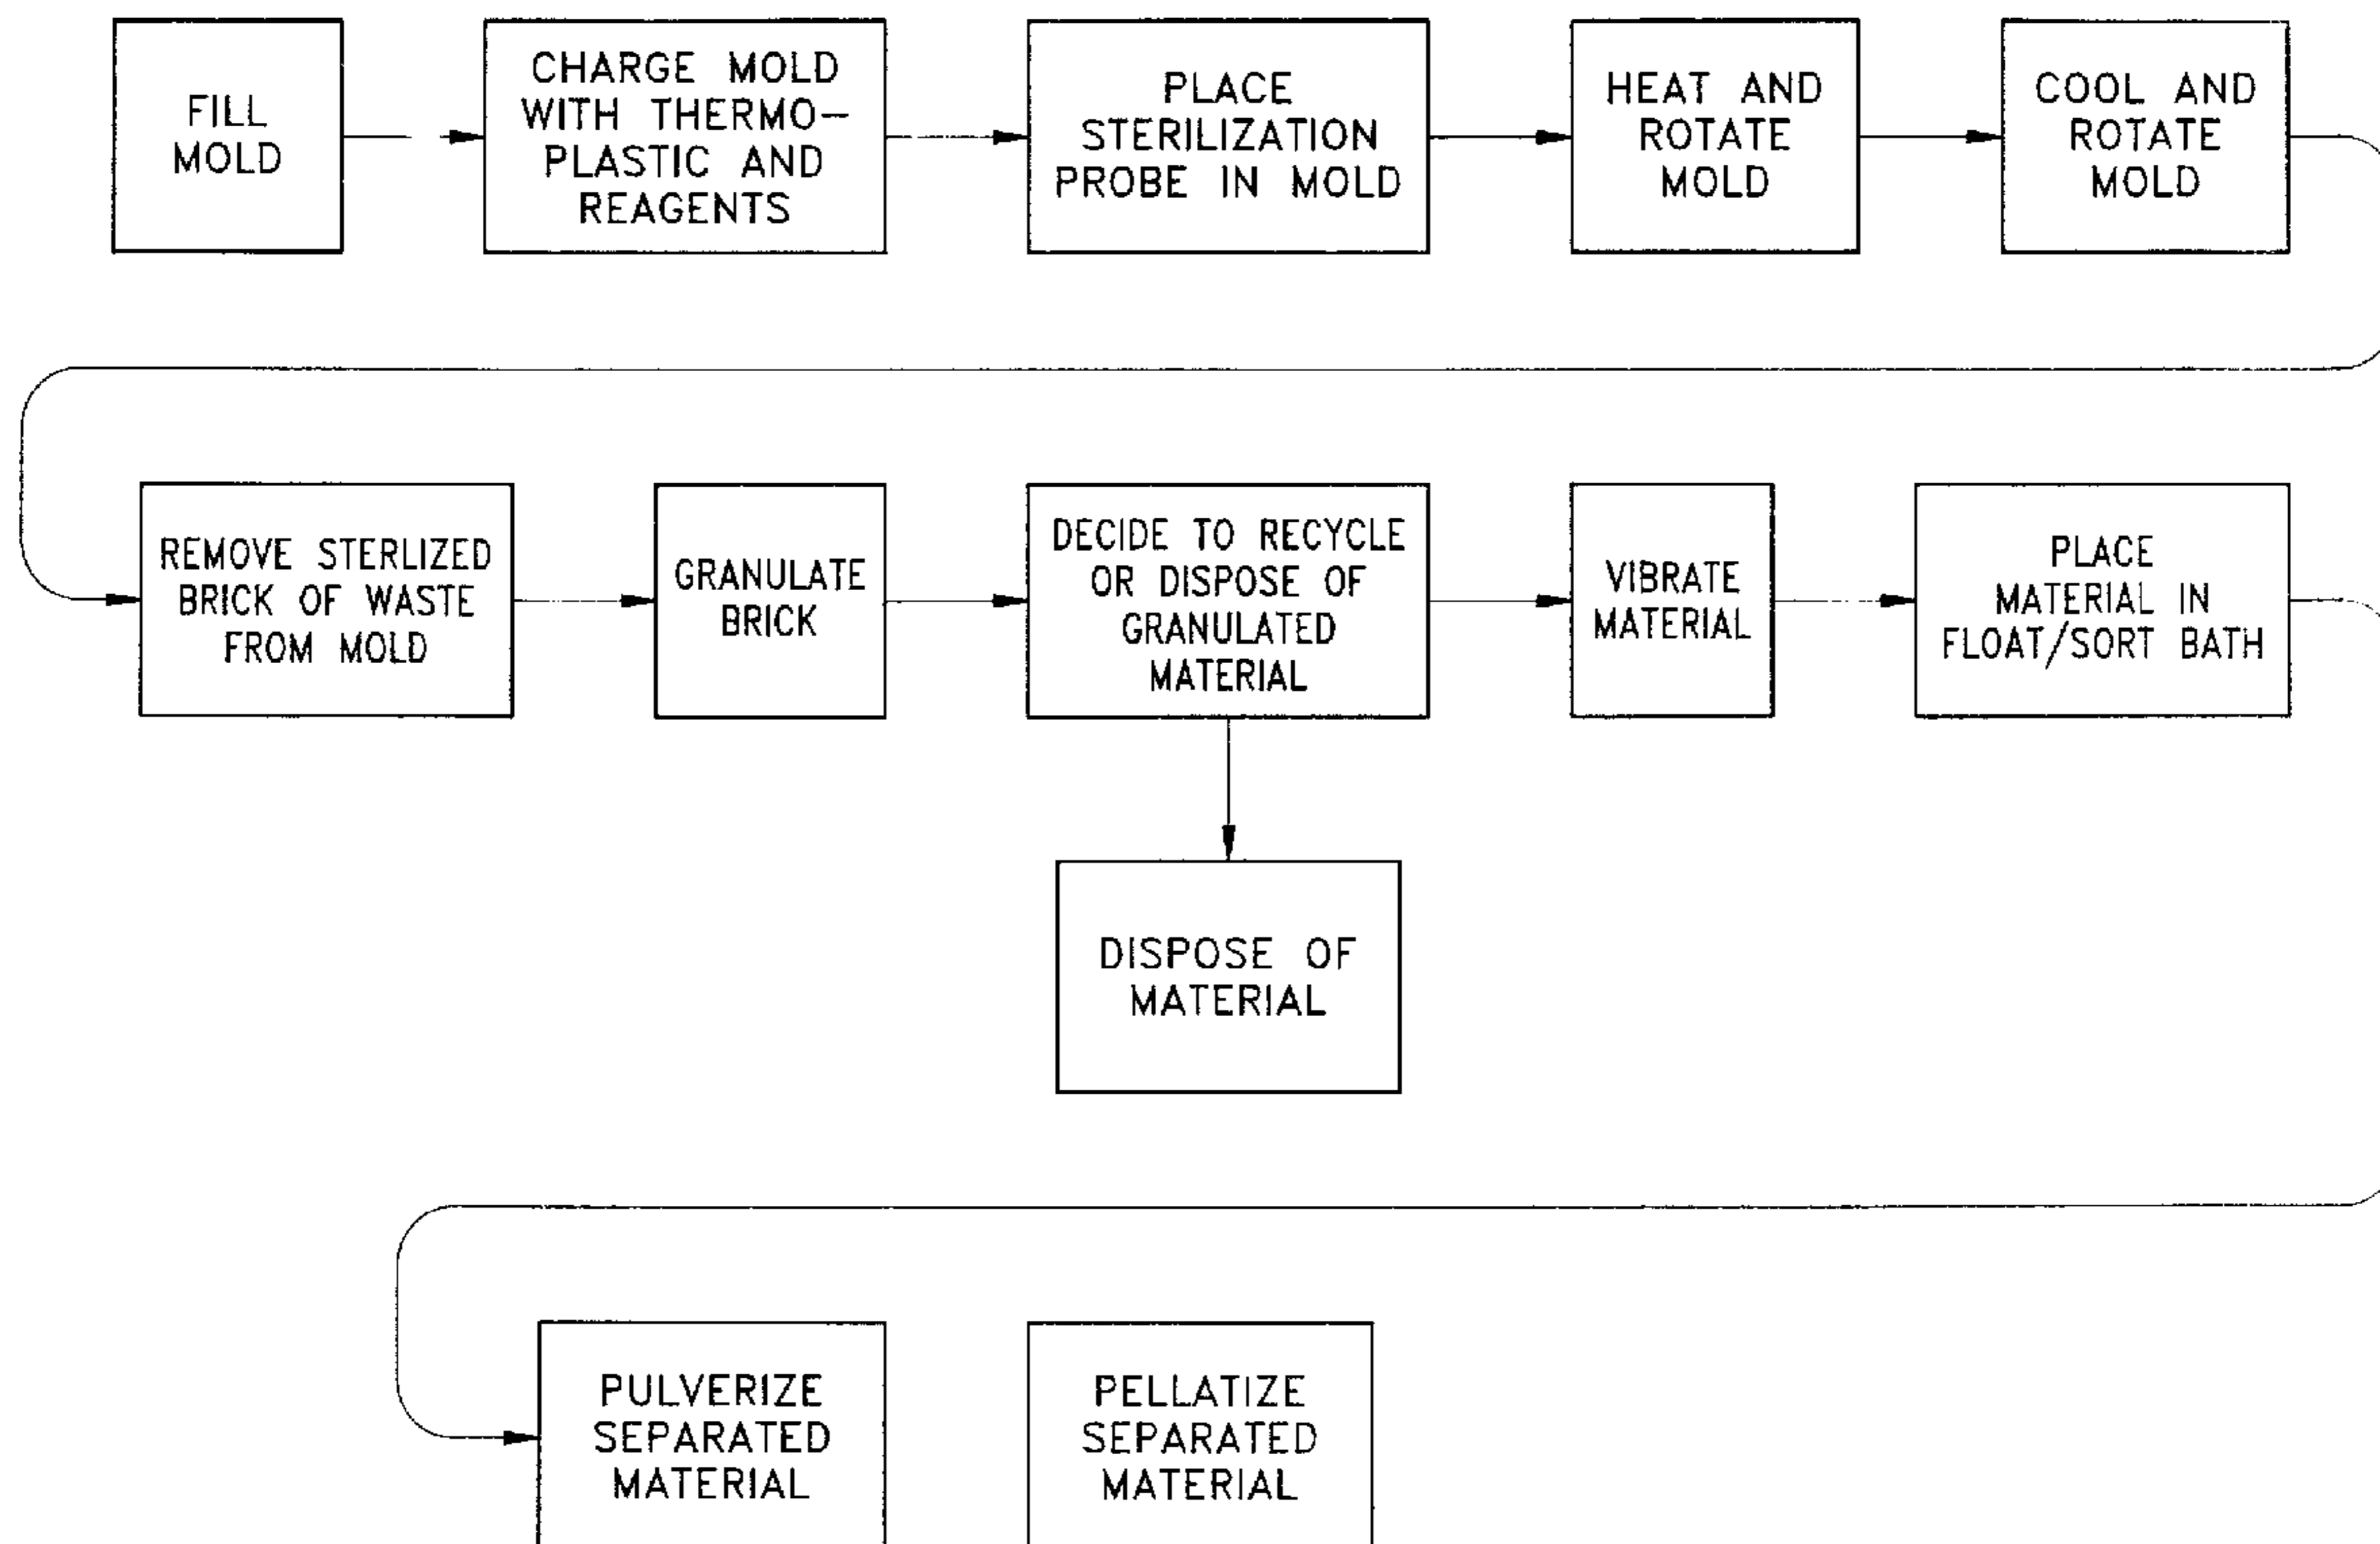 FILL
MOLD
CHARGE MOLD
WITH THERMO-
PLASTIC AND
REAGENTS
PLACE
STERILIZATION
PROBE IN MOLD
HEAT AND
ROTATE
MOLD
COOL AND
ROTATE
MOLD
REMOVE STERLIZED
BRICK OF WASTE
FROM MOLD
GRANULATE
BRICK
DECIDE TO RECYCLE
OR DISPOSE OF
GRANULATED
MATERIAL
VIBRATE
MATERIAL
PLACE
MATERIAL IN
FLOAT/SORT BATH
DISPOSE OF
MATERIAL
PULVERIZE
SEPARATED
MATERIAL
PELLATIZE
SEPARATED
MATERIAL